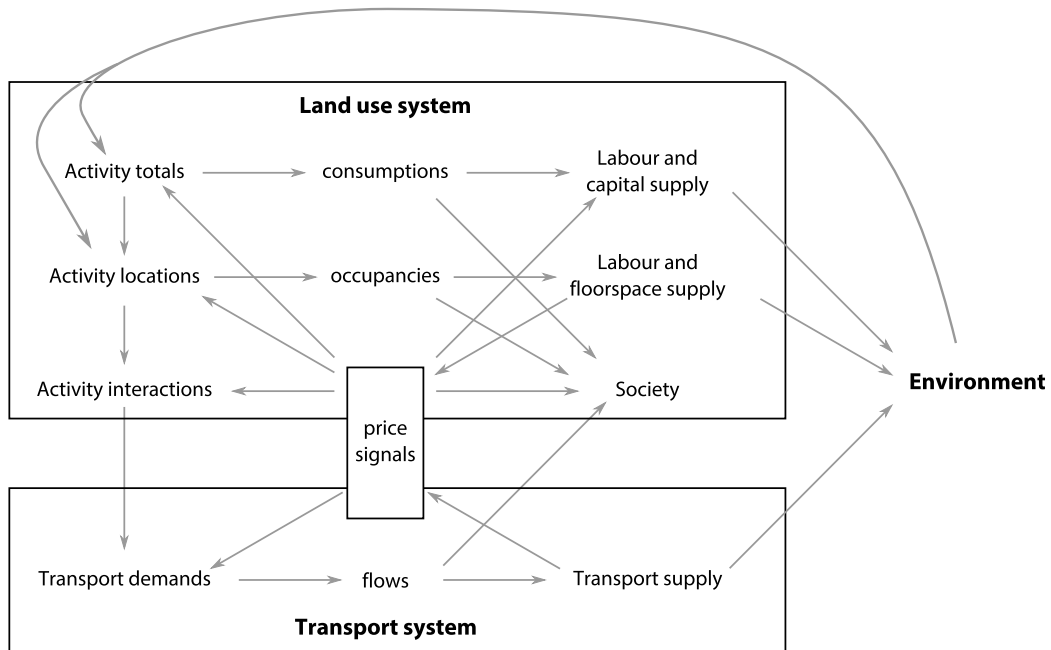 Land use system
Activity totals
consumptions
Labour and
capital supply
Activity locations
occupancies
Labour and
floorspace supply
Activity interactions
Society
Environment
price
signals
Transport demands
flows
Transport supply
Transport system